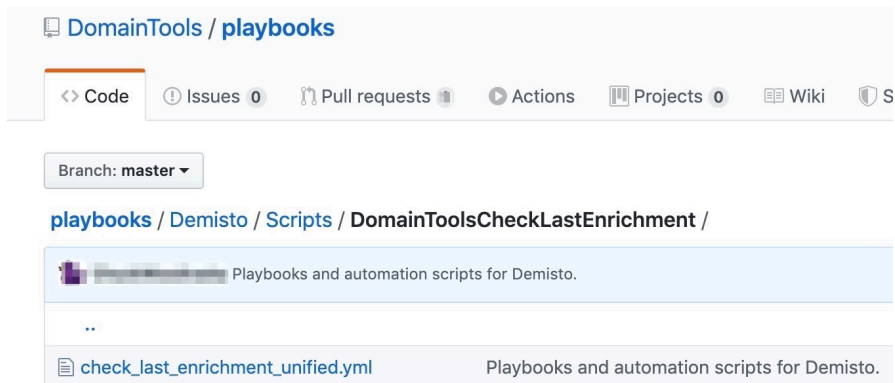 DomainTools / playbooks
Code Issues 0 Pull requests Actions Projects 0 Wiki S
Branch: master
playbooks / Demisto / Scripts / DomainToolsCheckLastEnrichment /
Playbooks and automation scripts for Demisto.
..
check_last_enrichment_unified.yml Playbooks and automation scripts for Demisto.